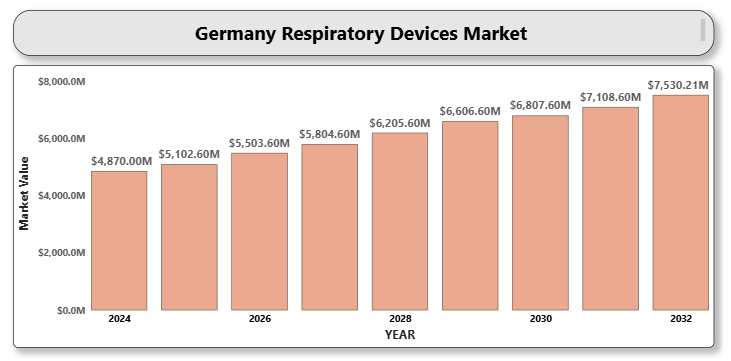 Germany Respiratory Devices Market
$8,000.0M
$6,000.0M
$4,000.0M
$2,000.0M
$0.0M
Market Value
$4,870.00M
$5,102.60M
$5,503.60M
$5,804.60M
$6,205.60M
$6,606.60M
$6,807.60M
$7,108.60M
$7,530.21M
2024
2026
2028
2030
2032
YEAR